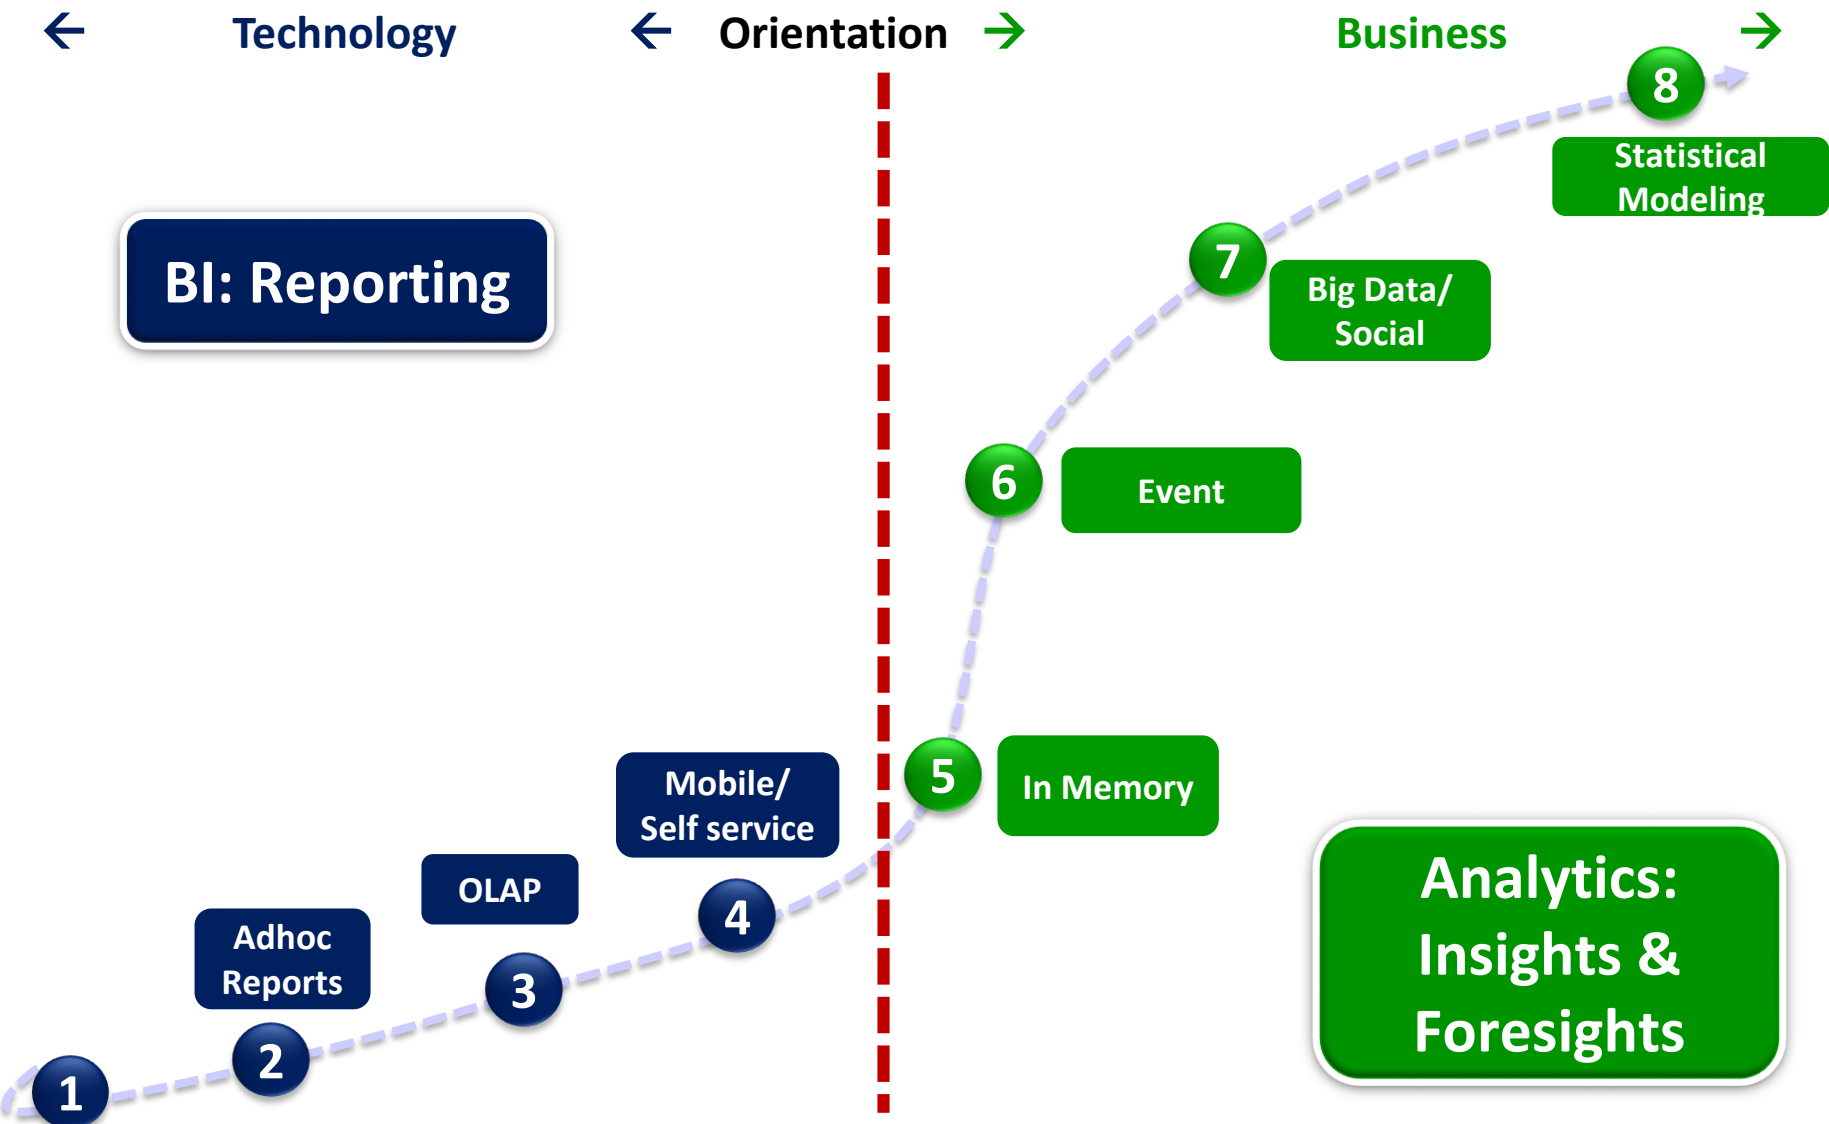 ← Technology ← Orientation → Business →
8
Statistical
Modeling
BI: Reporting
7
Big Data/
Social
6
Event
5
In Memory
Mobile/
Self service
4
OLAP
3
Adhoc
Reports
2
1
Analytics:
Insights &
Foresights